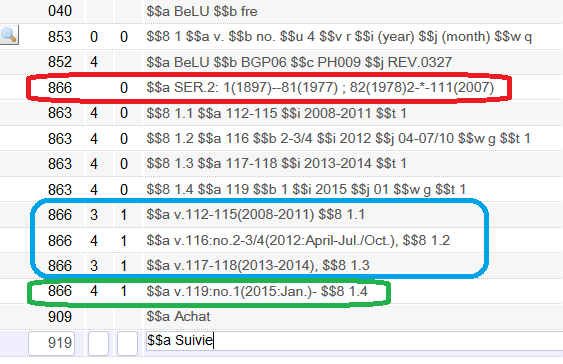 040 $$a BeLU $$b fre
853 0 0 $$8 1 $$a v. $$b no. $$u 4 $$v r $$i (year) $$j (month) $$w q
852 4 $$a BeLU $$b BGP06 $$c PH009 $$j REV.0327
866 0 $$a SER.2: 1(1897)--81(1977) ; 82(1978)2-*-111(2007)
863 4 0 $$8 1.1 $$a 112-115 $$i 2008-2011 $$t 1
863 4 0 $$8 1.2 $$a 116 $$b 2-3/4 $$i 2012 $$j 04-07/10 $$w g $$t 1
863 4 0 $$8 1.3 $$a 117-118 $$i 2013-2014 $$t 1
863 4 0 $$8 1.4 $$a 119 $$b 1 $$i 2015 $$j 01 $$w g $$t 1
866 3 1 $$a v.112-115(2008-2011) $$8 1.1
866 4 1 $$a v.116:no.2-3/4(2012:April-Jul./Oct.), $$8 1.2
866 3 1 $$a v.117-118(2013-2014), $$8 1.3
866 4 1 $$a v.119:no.1(2015:Jan.)- $$8 1.4
909 $$a Achat
919 $$a Suivie